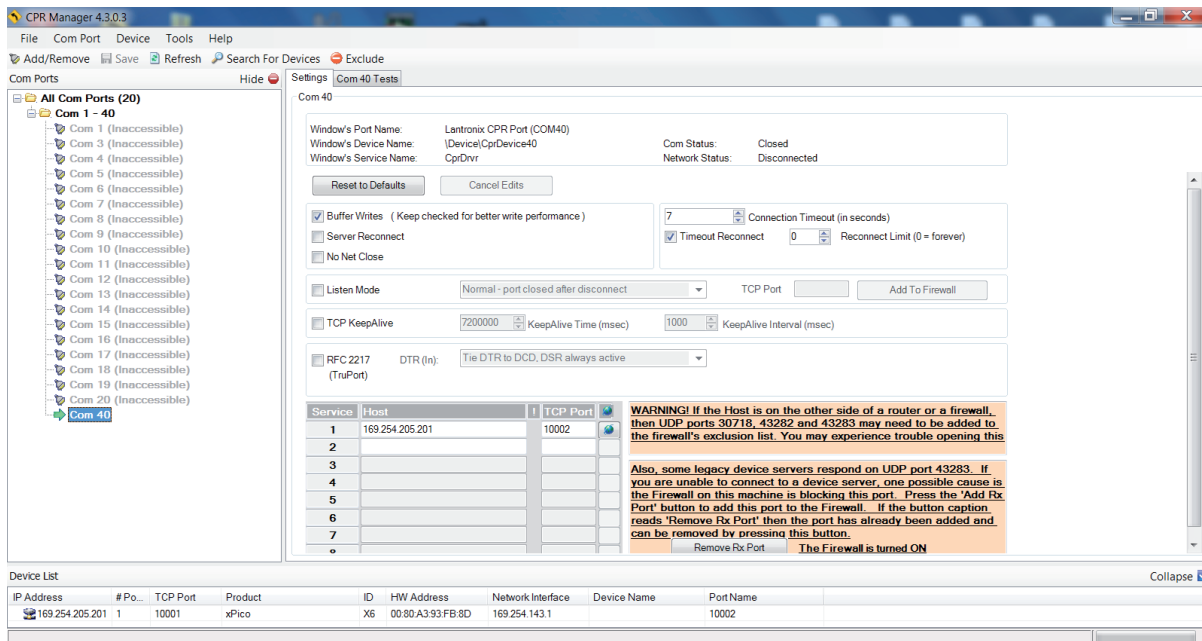 CPR Manager 4.3.0.3
File Com Port Device Tools Help
Add/Remove Save Refresh Search For Devices Exclude
Com Ports Hide
All Com Ports (20)
Com 1 - 40
Com 1 (Inaccessible)
Com 3 (Inaccessible)
Com 4 (Inaccessible)
Com 5 (Inaccessible)
Com 6 (Inaccessible)
Com 7 (Inaccessible)
Com 8 (Inaccessible)
Com 9 (Inaccessible)
Com 10 (Inaccessible)
Com 11 (Inaccessible)
Com 12 (Inaccessible)
Com 13 (Inaccessible)
Com 14 (Inaccessible)
Com 15 (Inaccessible)
Com 16 (Inaccessible)
Com 17 (Inaccessible)
Com 18 (Inaccessible)
Com 19 (Inaccessible)
Com 20 (Inaccessible)
Com 40
Settings Com 40 Tests
Com 40
Window's Port Name: Lantronix CPR Port (COM40)
Window's Device Name: \Device\CprDevice40 Com Status: Closed
Window's Service Name: CprDrvr Network Status: Disconnected
Reset to Defaults Cancel Edits
Buffer Writes ( Keep checked for better write performance )
Server Reconnect
No Net Close
7 Connection Timeout (in seconds)
Timeout Reconnect 0 Reconnect Limit (0 = forever)
Listen Mode Normal - port closed after disconnect TCP Port Add To Firewall
TCP KeepAlive 7200000 KeepAlive Time (msec) 1000 KeepAlive Interval (msec)
RFC 2217 DTR (In): Tie DTR to DCD, DSR always active
(TruPort)
Service Host ! TCP Port
1 169.254.205.201 10002
2
3
4
5
6
7
8
WARNING! If the Host is on the other side of a router or a firewall,
then UDP ports 30718, 43282 and 43283 may need to be added to
the firewall's exclusion list. You may experience trouble opening this
Also, some legacy device servers respond on UDP port 43283. If
you are unable to connect to a device server, one possible cause is
the Firewall on this machine is blocking this port. Press the 'Add Rx
Port' button to add this port to the Firewall. If the button caption
reads 'Remove Rx Port' then the port has already been added and
can be removed by pressing this button.
Remove Rx Port The Firewall is turned ON
Device List Collapse
IP Address # Po... TCP Port Product ID HW Address Network Interface Device Name Port Name
169.254.205.201 1 10001 xPico X6 00:80:A3:93:FB:8D 169.254.143.1 10002